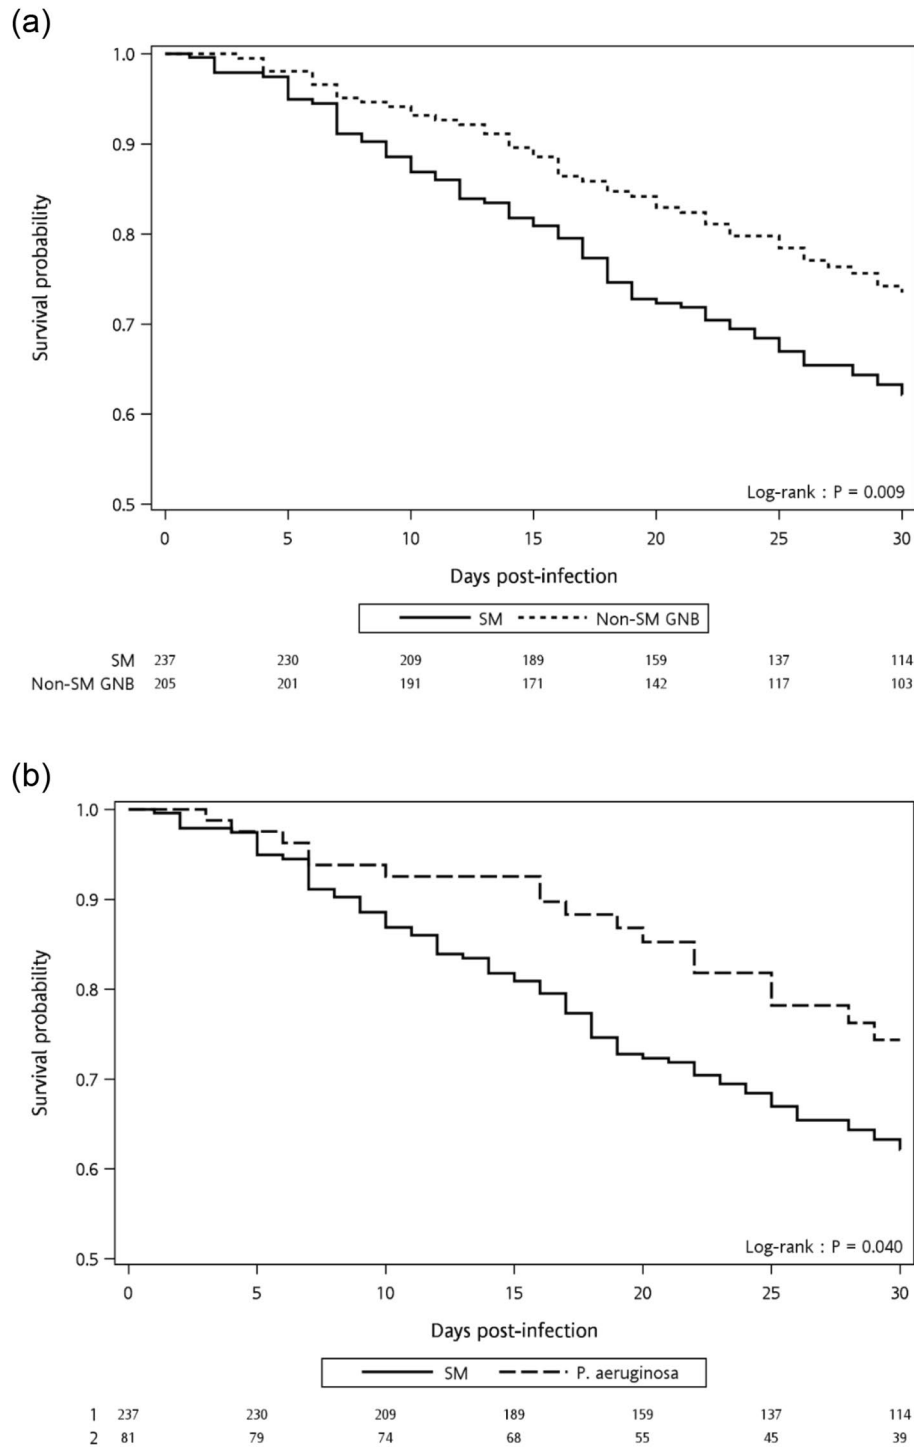 (a)
1.0
0.9
0.8
0.7
0.6
0.5
Survival probability
Log-rank : P = 0.009
0 5 10 15 20 25 30
Days post-infection
SM Non-SM GNB
SM 237 230 209 189 159 137 114
Non-SM GNB 205 201 191 171 142 117 103
(b)
1.0
0.9
0.8
0.7
0.6
0.5
Survival probability
Log-rank : P = 0.040
0 5 10 15 20 25 30
Days post-infection
SM P. aeruginosa
1 237 230 209 189 159 137 114
2 81 79 74 68 55 45 39